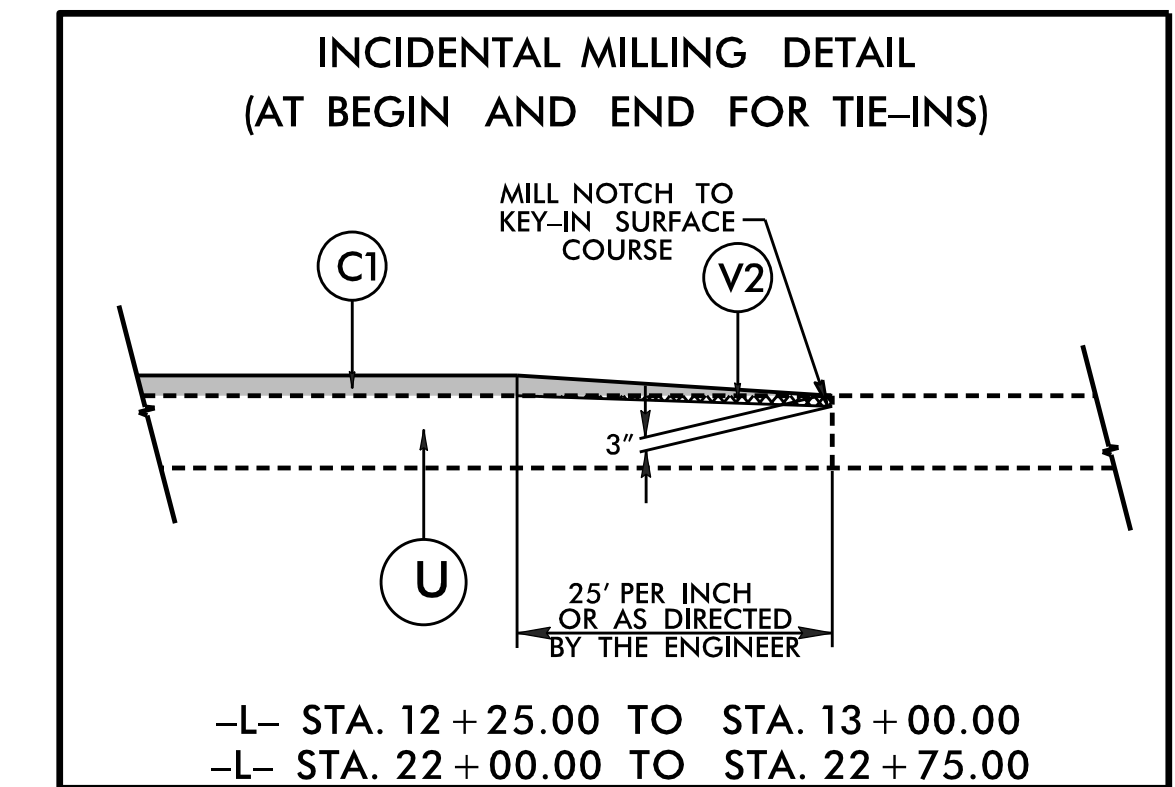 INCIDENTAL MILLING DETAIL
(AT BEGIN AND END FOR TIE–INS)
MILL NOTCH TO
KEY–IN SURFACE
COURSE
C1
V2
3"
U
25' PER INCH
OR AS DIRECTED
BY THE ENGINEER
–L– STA. 12+25.00 TO STA. 13+00.00
–L– STA. 22+00.00 TO STA. 22+75.00